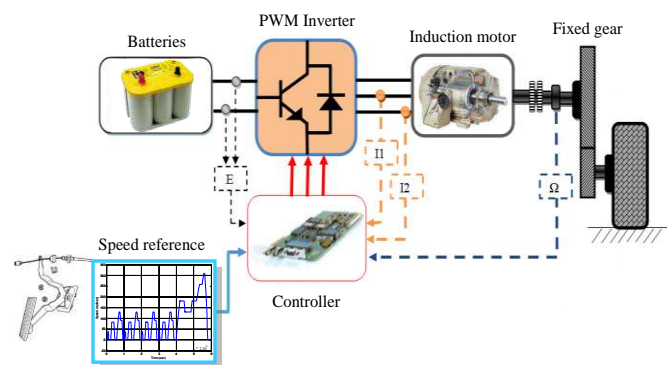 PWM Inverter
Batteries
Induction motor
Fixed gear
E
I1
I2
Ω
Speed reference
Controller